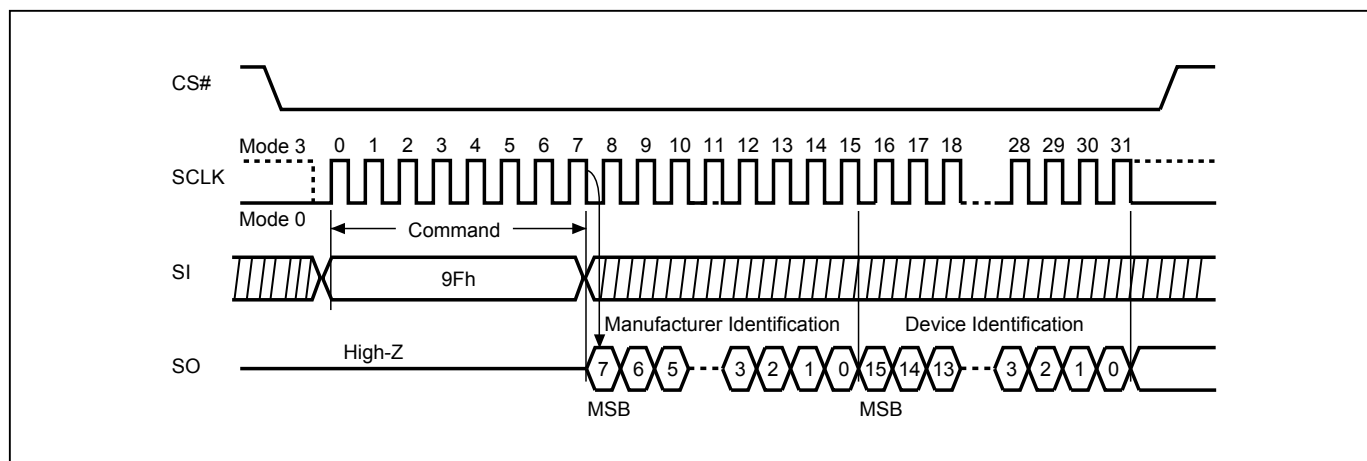 CS#
Mode 3 0 1 2 3 4 5 6 7 8 9 10 11 12 13 14 15 16 17 18 28 29 30 31
SCLK
Mode 0
Command
SI 9Fh
Manufacturer Identification Device Identification
High-Z
SO 7 6 5 3 2 1 0 15 14 13 3 2 1 0
MSB MSB